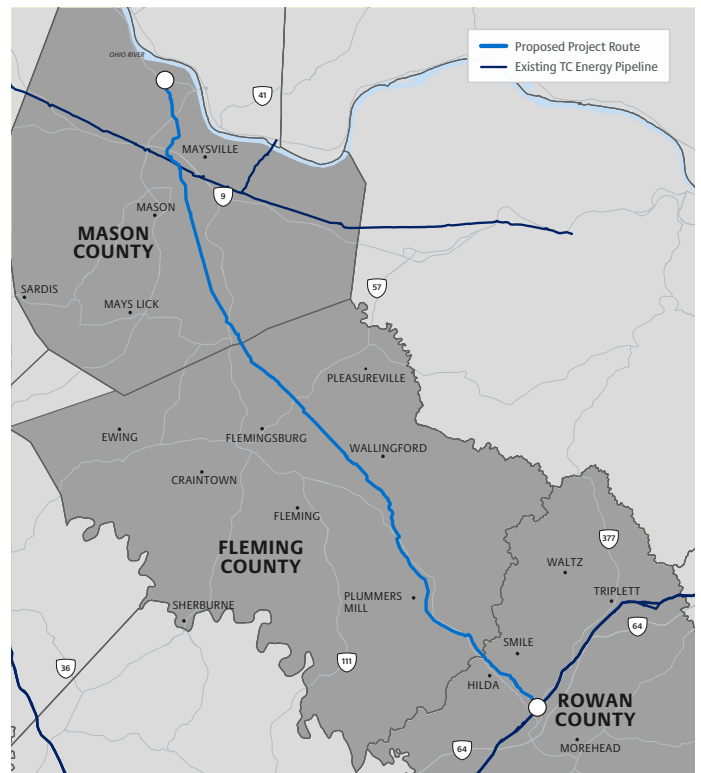 Proposed Project Route
Existing TC Energy Pipeline
OHIO RIVER
41
MAYSVILLE
9
MASON
MASON
COUNTY
57
SARDIS
MAYS LICK
PLEASUREVILLE
EWING
FLEMINGSBURG
WALLINGFORD
CRAINTOWN
FLEMING
377
FLEMING
COUNTY
WALTZ
TRIPLETT
PLUMMERS
MILL
SHERBURNE
64
SMILE
36
111
HILDA
ROWAN
COUNTY
64
MOREHEAD